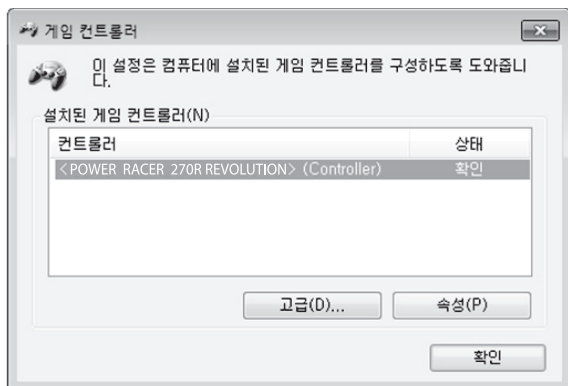 게임 컨트롤러
이 설정은 컴퓨터에 설치된 게임 컨트롤러를 구성하도록 도와줍니
다.
설치된 게임 컨트롤러(N)
컨트롤러 상태
<POWER RACER 270R REVOLUTION> (Controller) 확인
고급(D)... 속성(P)
확인